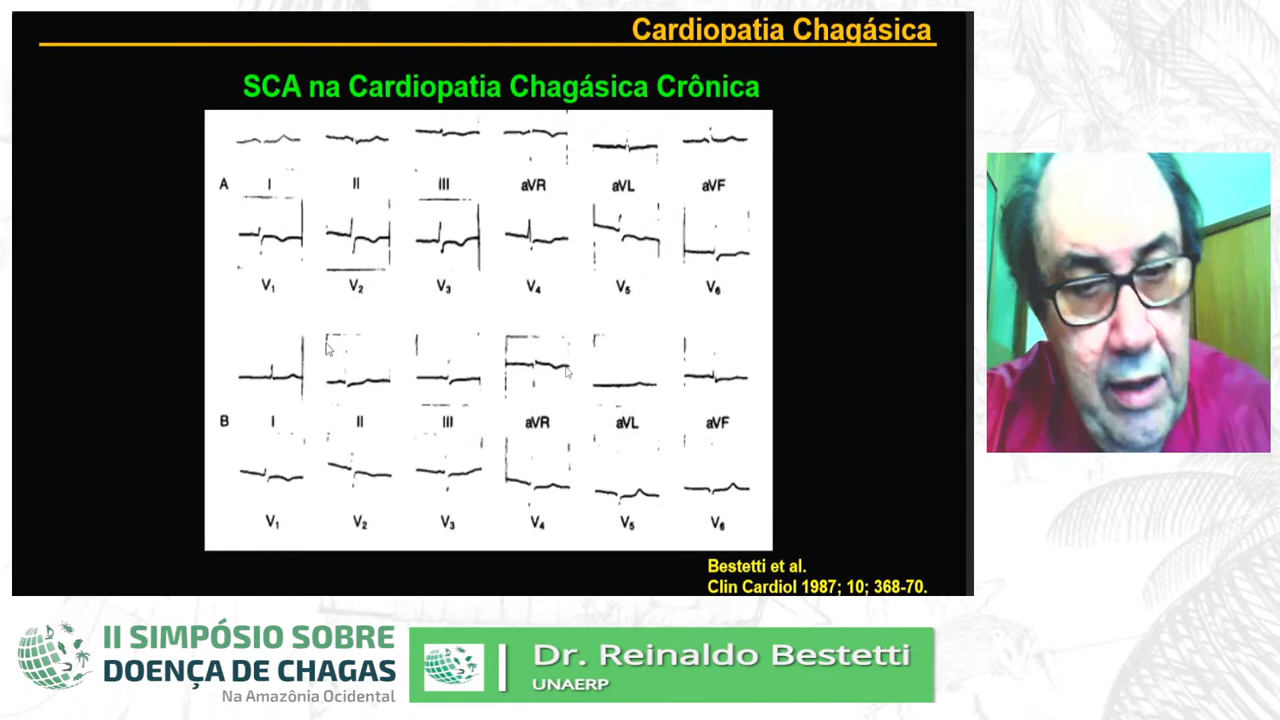 Cardiopatia Chagásica
SCA na Cardiopatia Chagásica Crônica
A I II III aVR aVL aVF
V₁ V₂ V₃ V₄ V₅ V₆
B I II III aVR aVL aVF
V₁ V₂ V₃ V₄ V₅ V₆
Bestetti et al.
Clin Cardiol 1987; 10; 368-70.
II SIMPÓSIO SOBRE
DOENÇA DE CHAGAS
Na Amazônia Ocidental
Dr. Reinaldo Bestetti
UNAERP